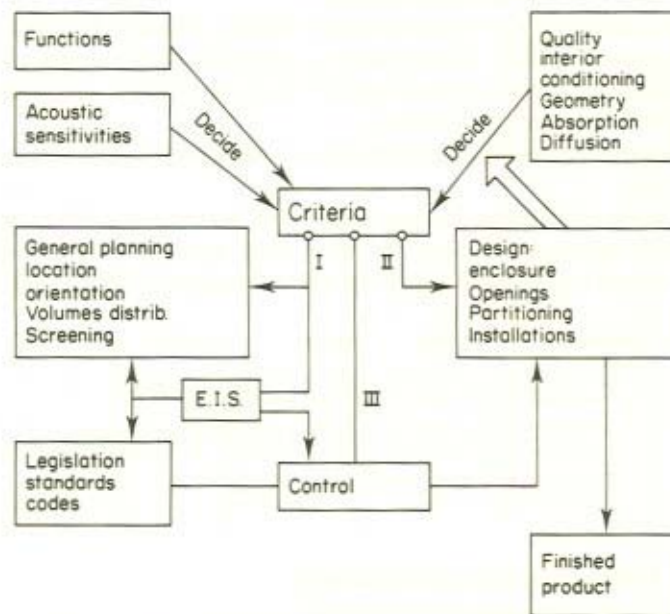 Functions
Acoustic
sensitivities
Decide
Decide
Quality
interior
conditioning
Geometry
Absorption
Diffusion
Criteria
I
II
III
General planning
location
orientation
Volumes distrib.
Screening
Design:
enclosure
Openings
Partitioning
Installations
E.I.S.
Legislation
standards
codes
Control
Finished
product